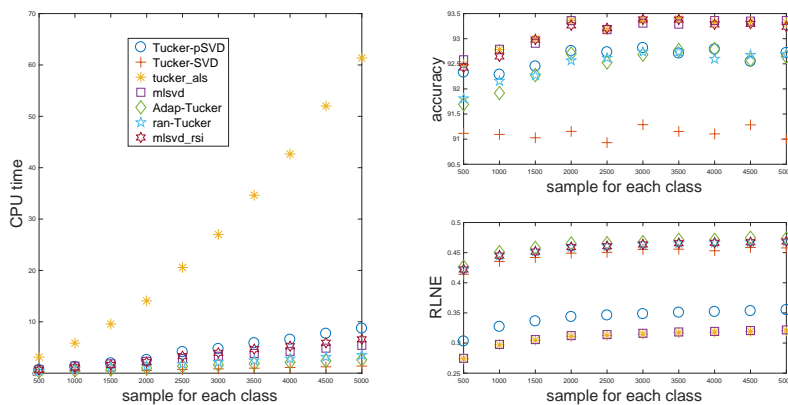 70
60
50
40
30
20
10
0
500 1000 1500 2000 2500 3000 3500 4000 4500 5000
sample for each class
CPU time
Tucker-pSVD
Tucker-SVD
tucker_als
mlsvd
Adap-Tucker
ran-Tucker
mlsvd_rsi
93.5
93
92.5
92
91.5
91
90.5
500 1000 1500 2000 2500 3000 3500 4000 4500 500
sample for each class
accuracy
0.5
0.45
0.4
0.35
0.3
0.25
500 1000 1500 2000 2500 3000 3500 4000 4500 500
sample for each class
RLNE